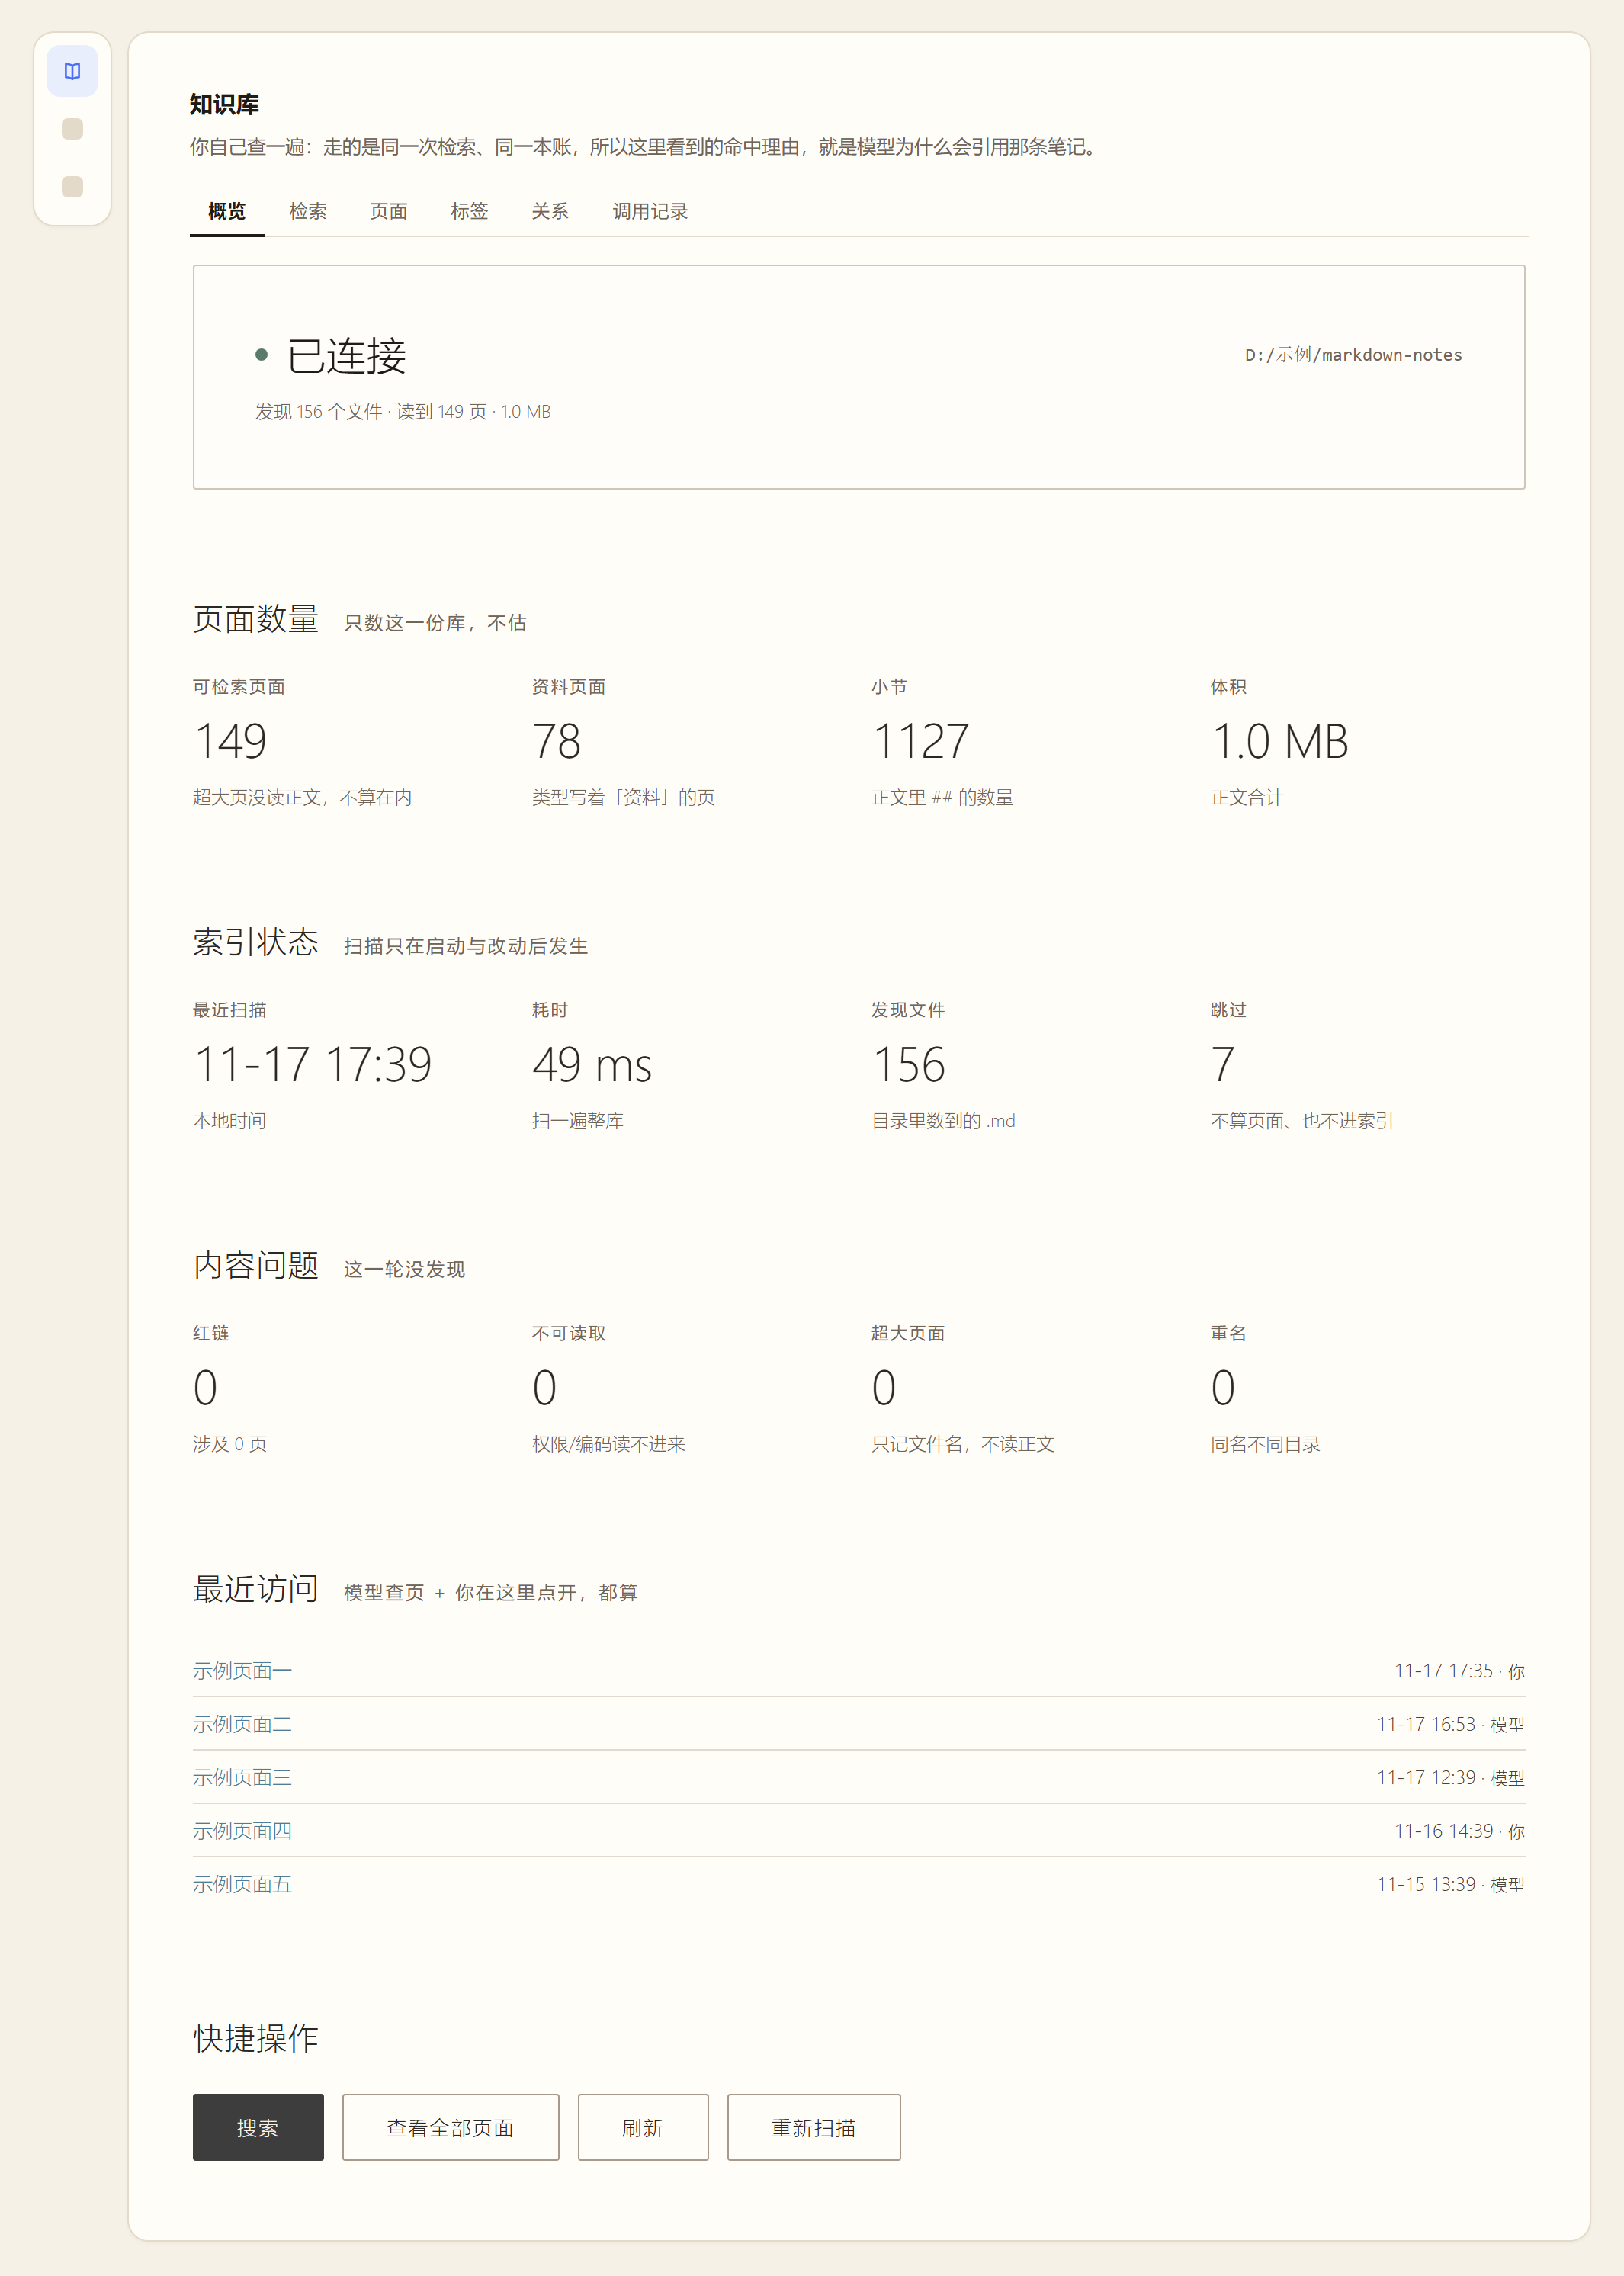 知识库
你自己查一遍：走的是同一次检索、同一本账，所以这里看到的命中理由，就是模型为什么会引用那条笔记。
概览 检索 页面 标签 关系 调用记录
已连接 D:/示例/markdown-notes
发现 156 个文件 · 读到 149 页 · 1.0 MB
页面数量 只数这一份库，不估
可检索页面 资料页面 小节 体积
149 78 1127 1.0 MB
超大页没读正文，不算在内 类型写着「资料」的页 正文里 ## 的数量 正文合计
索引状态 扫描只在启动与改动后发生
最近扫描 耗时 发现文件 跳过
11-17 17:39 49 ms 156 7
本地时间 扫一遍整库 目录里数到的 .md 不算页面、也不进索引
内容问题 这一轮没发现
红链 不可读取 超大页面 重名
0 0 0 0
涉及 0 页 权限/编码读不进来 只记文件名，不读正文 同名不同目录
最近访问 模型查页 + 你在这里点开，都算
示例页面一 11-17 17:35 · 你
示例页面二 11-17 16:53 · 模型
示例页面三 11-17 12:39 · 模型
示例页面四 11-16 14:39 · 你
示例页面五 11-15 13:39 · 模型
快捷操作
搜索 查看全部页面 刷新 重新扫描